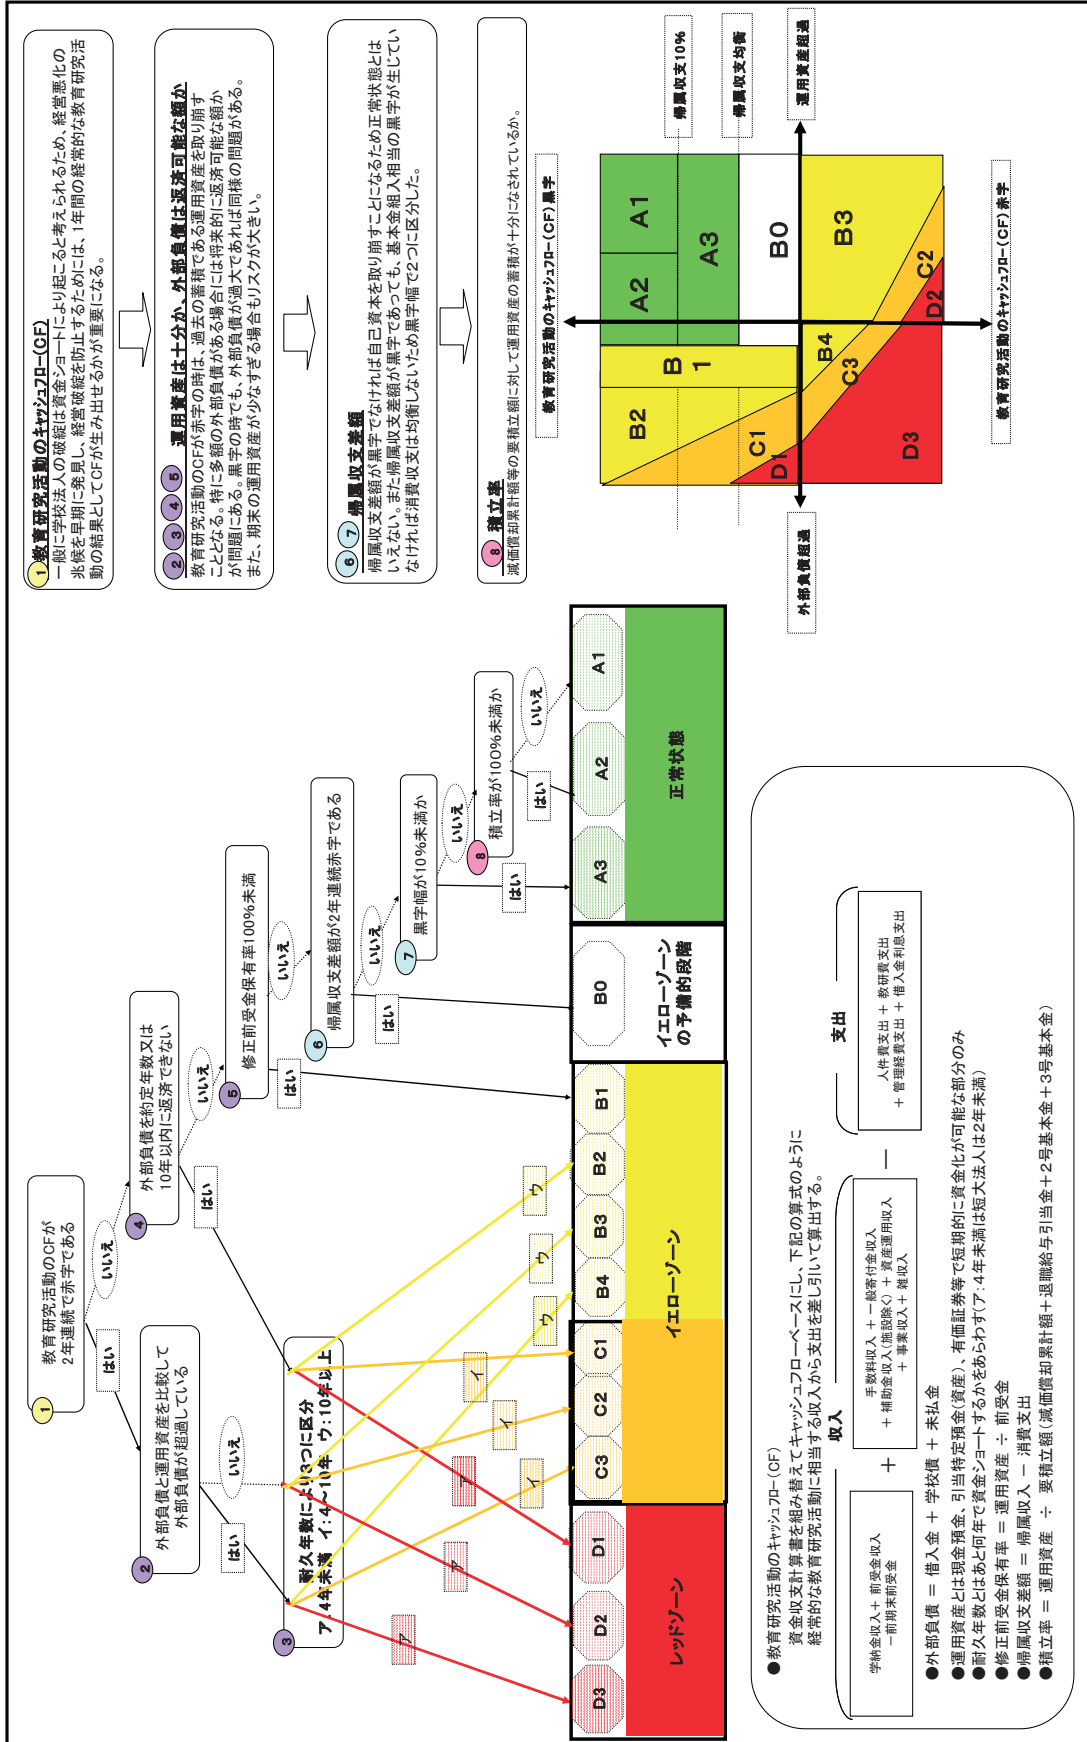 教育研究活動のCFが
2年連続で赤字である
1
はい
いいえ
外部負債と運用資産を比較して
外部負債が超過している
2
はい
いいえ
外部負債を約定年数又は
10年以内に返済できない
4
はい
いいえ
耐久年数により3つに区分
ア:4年未満 イ:4~10年 ウ:10年以上
3
修正前受金保有率100%未満
5
はい
いいえ
帰属収支差額が2年連続赤字である
6
はい
いいえ
黒字幅が10%未満か
7
はい
いいえ
積立率が100%未満か
8
はい
いいえ
ア
ア
ア
イ
イ
イ
ウ
ウ
ウ
D3
D2
D1
C3
C2
C1
B4
B3
B2
B1
B0
A3
A2
A1
レッドゾーン
イエローゾーン
イエローゾーン
の予備的段階
正常状態
●教育研究活動のキャッシュフロー(CF)
資金収支計算書を組み替えてキャッシュフローベースにし、下記の算式のように
経常的な教育研究活動に相当する収入から支出を差し引いて算出する。
収入
支出
学納金収入+ 前受金収入
-前期末前受金
+
手数料収入 + 一般寄付金収入
+ 補助金収入(施設除く) + 資産運用収入
+ 事業収入+ 雑収入
―
人件費支出 + 教研費支出
+ 管理経費支出 + 借入金利息支出
●外部負債 = 借入金 + 学校債 + 未払金
●運用資産とは現金預金、引当特定預金(資産)、有価証券等で短期的に資金化が可能な部分のみ
●耐久年数とはあと何年で資金ショートするかをあらわす(ア:4年未満は短大法人は2年未満)
●修正前受金保有率 = 運用資産 ÷ 前受金
●帰属収支差額 = 帰属収入 - 消費支出
●積立率 = 運用資産 ÷ 要積立額(減価償却累計額+退職給与引当金+2号基本金+3号基本金)
1 教育研究活動のキャッシュフロー(CF)
一般に学校法人の破綻は資金ショートにより起こると考えられるため、経営悪化の
兆候を早期に発見し、経営破綻を防止するためには、1年間の経常的な教育研究活
動の結果としてCFが生み出せるかが重要になる。
2 3 4 5 運用資産は十分か、外部負債は返済可能な額か
教育研究活動のCFが赤字の時は、過去の蓄積である運用資産を取り崩す
こととなる。特に多額の外部負債がある場合には将来的に返済可能な額か
が問題にある。黒字の時でも、外部負債が過大であれば同様の問題がある。
また、期末の運用資産が少なすぎる場合もリスクが大きい。
6 7 帰属収支差額
帰属収支差額が黒字でなければ自己資本を取り崩すことになるため正常状態とは
いえない。また帰属収支差額が黒字であっても、基本金組入相当の黒字が生じてい
なければ消費収支は均衡しないため黒字幅で2つに区分した。
8 積立率
減価償却累計額等の要積立額に対して運用資産の蓄積が十分になされているか。
教育研究活動のキャッシュフロー(CF)黒字
帰属収支10%
帰属収支均衡
運用資産超過
外部負債超過
教育研究活動のキャッシュフロー(CF)赤字
A1
A2
A3
B0
B
1
B2
B3
B4
C1
C2
C3
D1
D2
D3